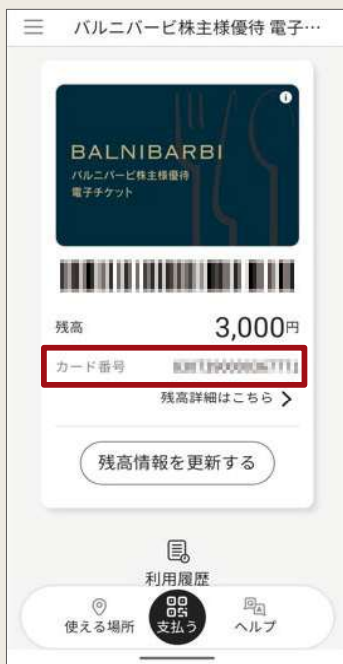 バルニバービ株主様優待 電子…
BALNIBARBI
バルニバービ株主様優待
電子チケット
残高
3,000円
カード番号
残高詳細はこちら
残高情報を更新する
利用履歴
使える場所
支払う
ヘルプ